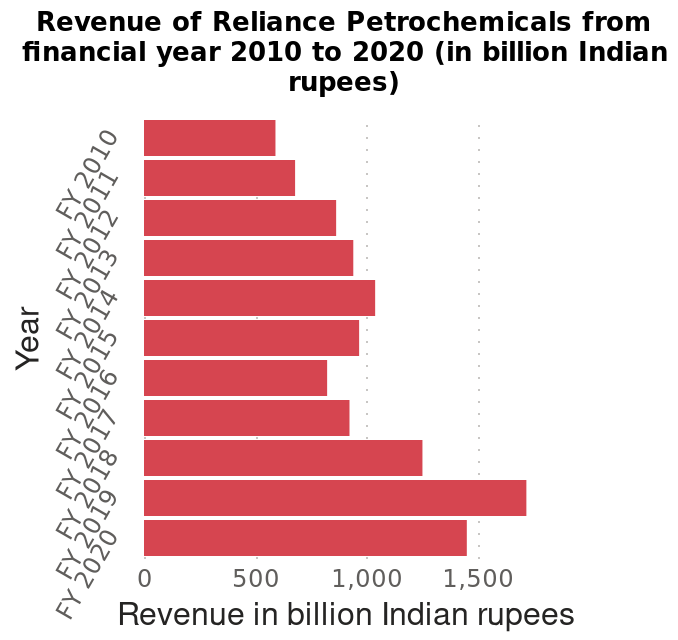 Revenue of Reliance Petrochemicals from
financial year 2010 to 2020 (in billion Indian
rupees)
FY 2010
FY 2011
FY 2012
FY 2013
FY 2014
FY 2015
FY 2016
FY 2017
FY 2018
FY 2019
FY 2020
Year
0 500 1,000 1,500
Revenue in billion Indian rupees